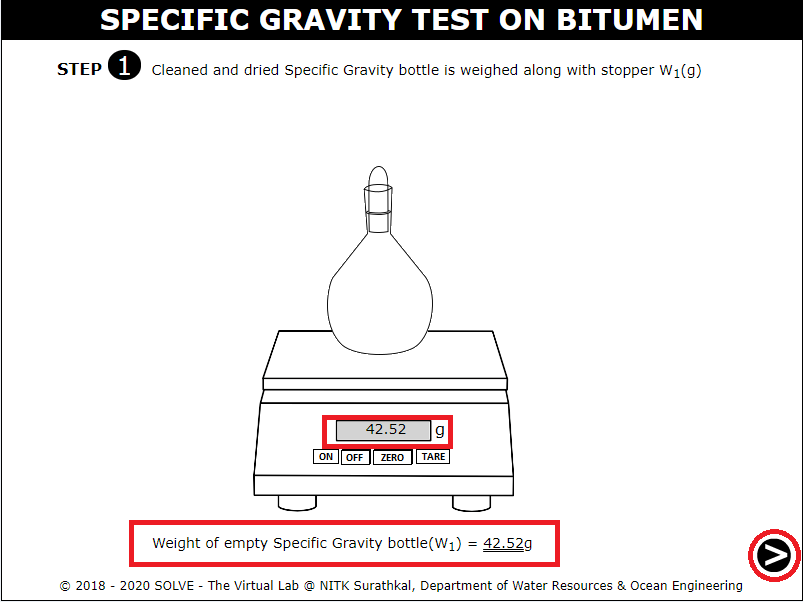 SPECIFIC GRAVITY TEST ON BITUMEN
STEP 1 Cleaned and dried Specific Gravity bottle is weighed along with stopper W1(g)
42.52 g
ON OFF ZERO TARE
Weight of empty Specific Gravity bottle(W1) = 42.52g
>
© 2018 - 2020 SOLVE - The Virtual Lab @ NITK Surathkal, Department of Water Resources & Ocean Engineering